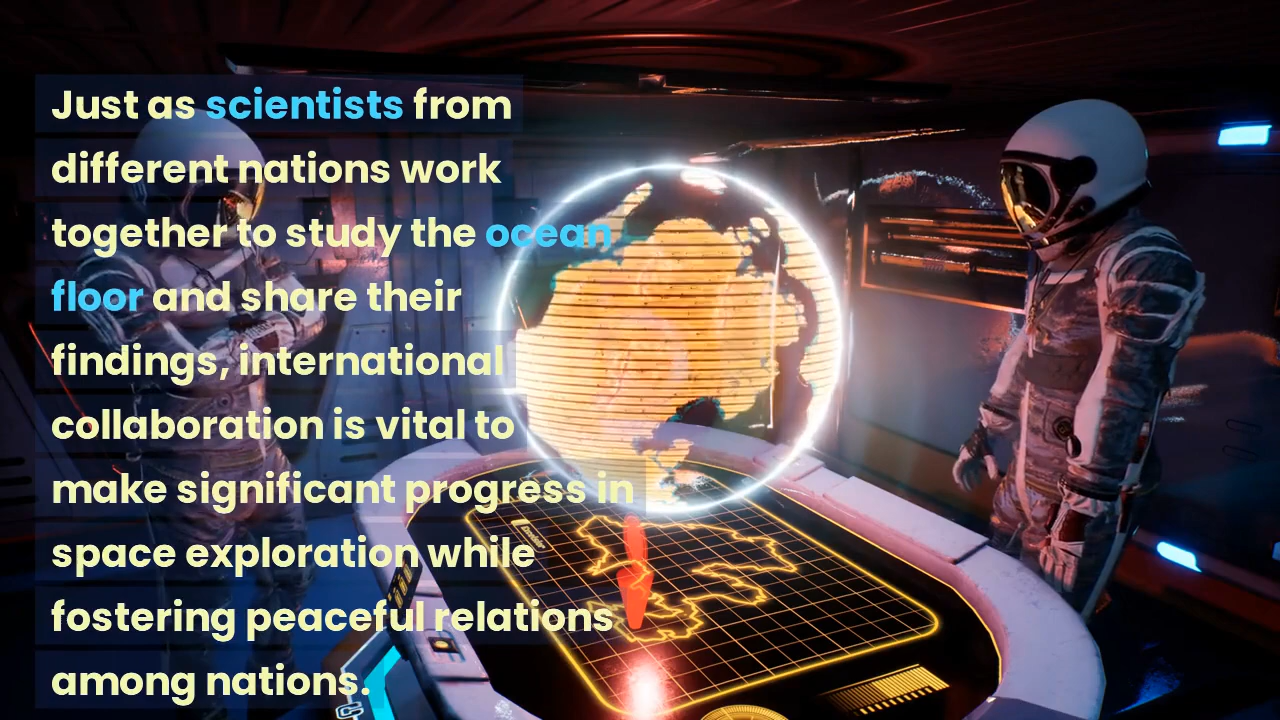 Just as scientists from
different nations work
together to study the ocean
floor and share their
findings, international
collaboration is vital to
make significant progress in
space exploration while
fostering peaceful relations
among nations.